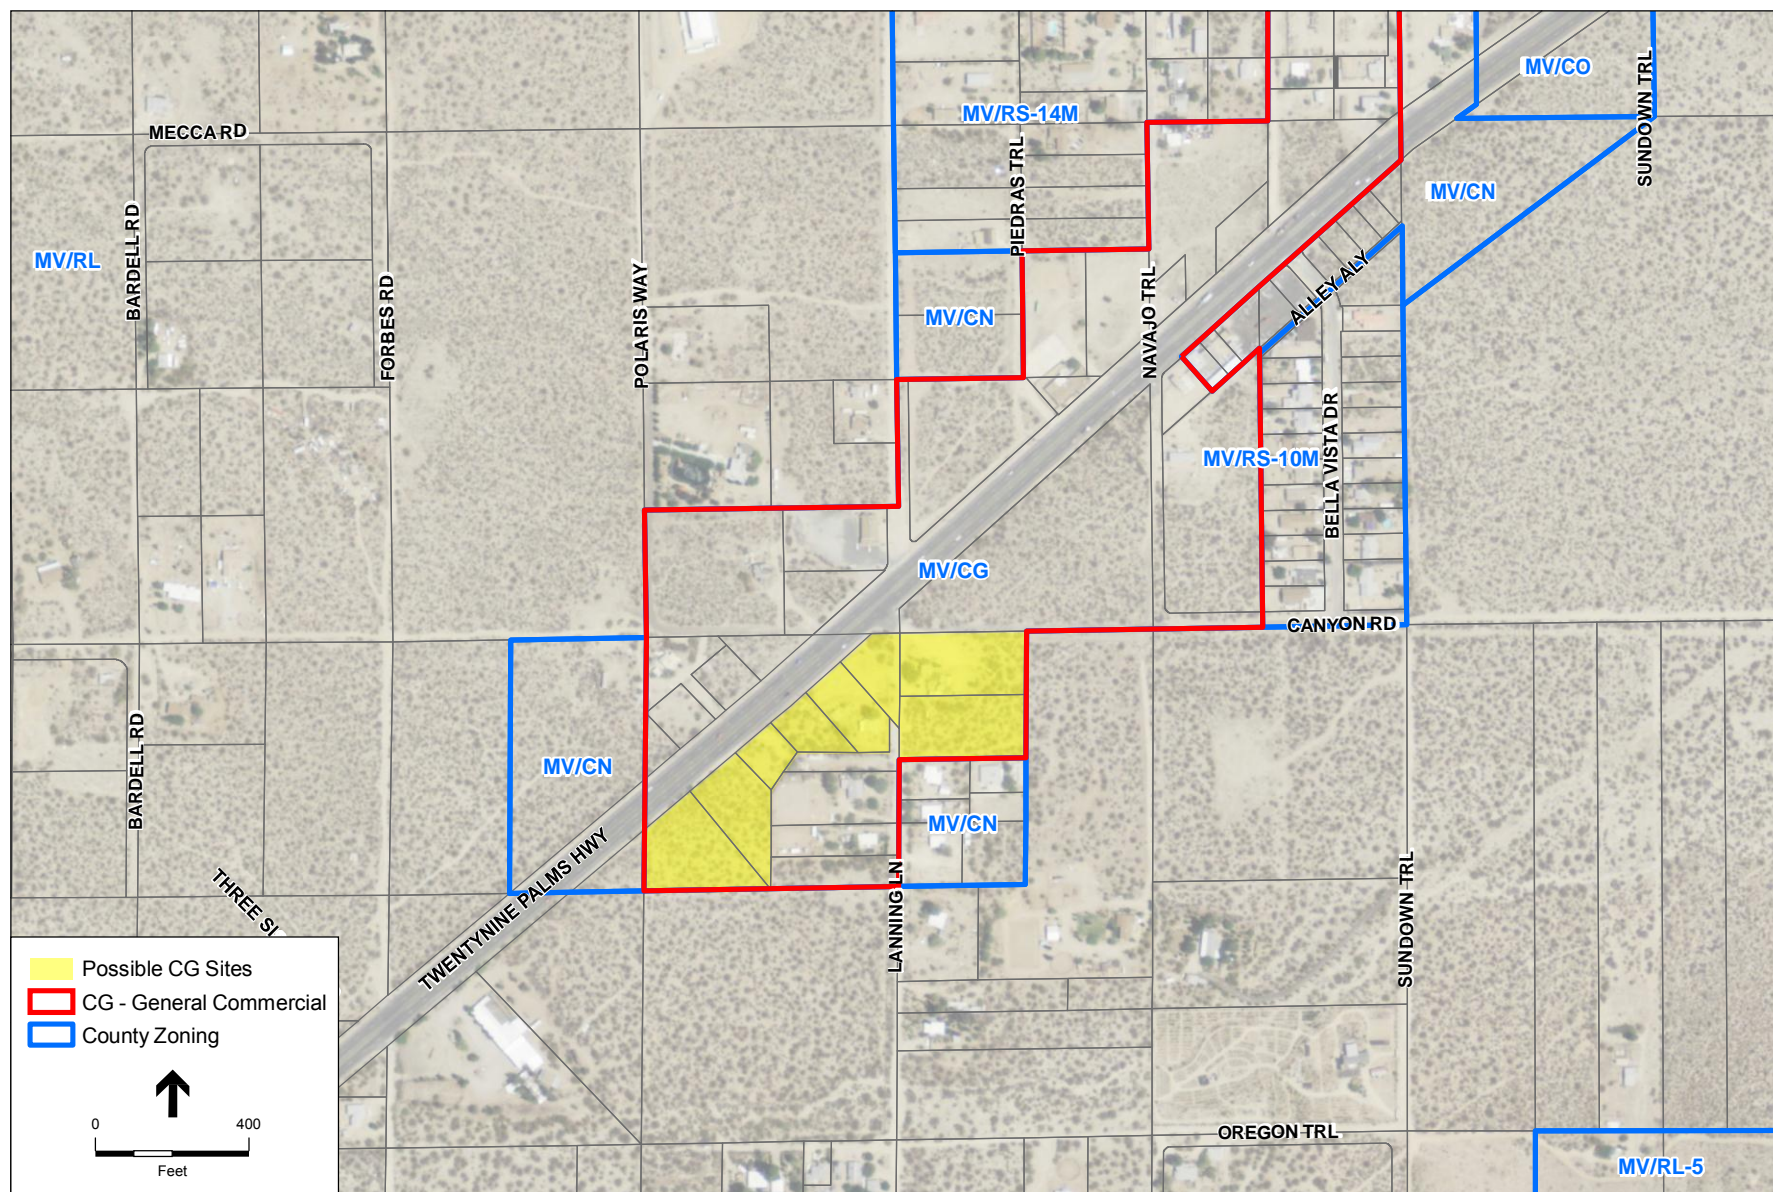 MV/CO
SUNDOWN TRL
MV/RS-14M
MECCA RD
PIEDRAS TRL
MV/CN
BARDELL RD
MV/RL
FORBES RD
POLARIS WAY
NAVAJO TRL
ALLEY ALY
MV/CN
BELLA VISTA DR
MV/RS-10M
MV/CG
CANYON RD
BARDELL RD
MV/CN
MV/CN
TWENTYNINE PALMS HWY
LANNING LN
SUNDOWN TRL
THREE SI
Possible CG Sites
CG - General Commercial
County Zoning
0 400
Feet
OREGON TRL
MV/RL-5